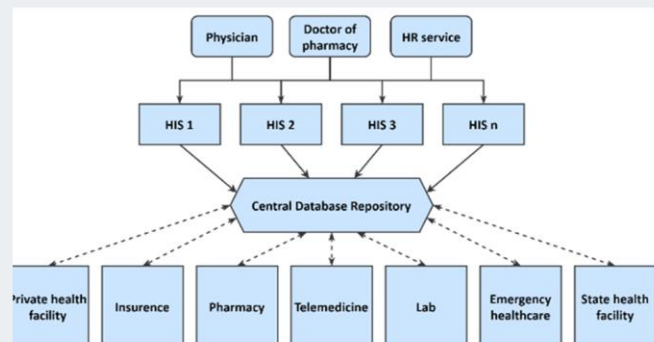 Physician
Doctor of
pharmacy
HR service
HIS 1
HIS 2
HIS 3
HIS n
Central Database Repository
Private health
facility
Insurence
Pharmacy
Telemedicine
Lab
Emergency
healthcare
State health
facility